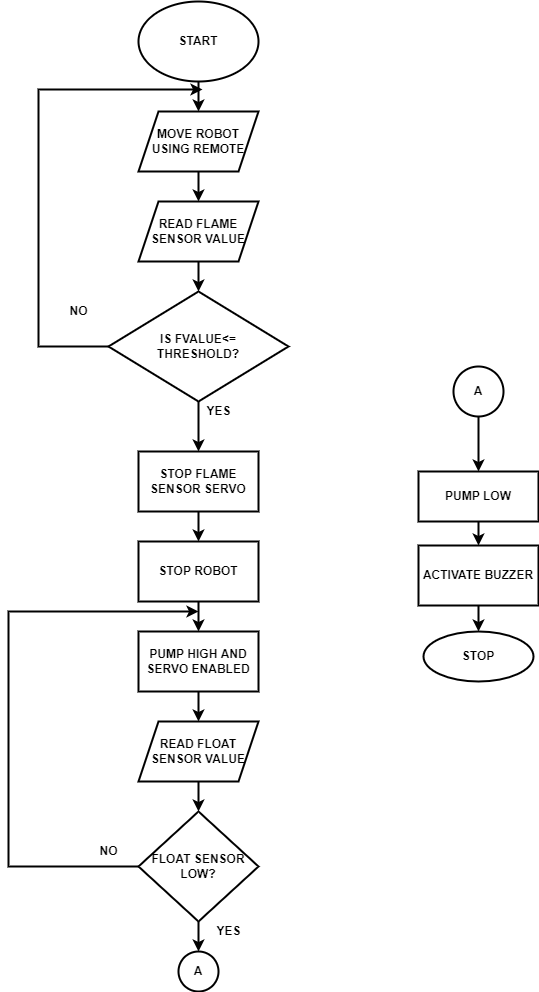 START
MOVE ROBOT
USING REMOTE
READ FLAME
SENSOR VALUE
IS FVALUE<=
THRESHOLD?
NO
YES
STOP FLAME
SENSOR SERVO
STOP ROBOT
PUMP HIGH AND
SERVO ENABLED
READ FLOAT
SENSOR VALUE
FLOAT SENSOR
LOW?
NO
YES
A
A
PUMP LOW
ACTIVATE BUZZER
STOP